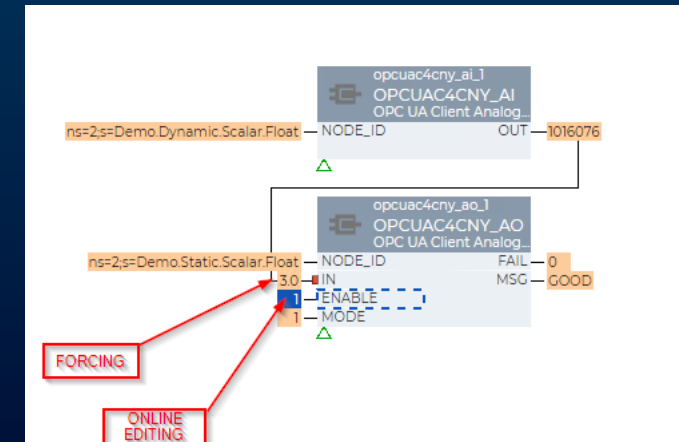 opcuac4cny_ai_1
OPCUAC4CNY_AI
OPC UA Client Analog...
ns=2;s=Demo.Dynamic.Scalar.Float NODE_ID OUT 1016076
opcuac4cny_ao_1
OPCUAC4CNY_AO
OPC UA Client Analog...
ns=2;s=Demo.Static.Scalar.Float NODE_ID FAIL 0
3.0 IN MSG GOOD
1 ENABLE
1 MODE
FORCING
ONLINE
EDITING